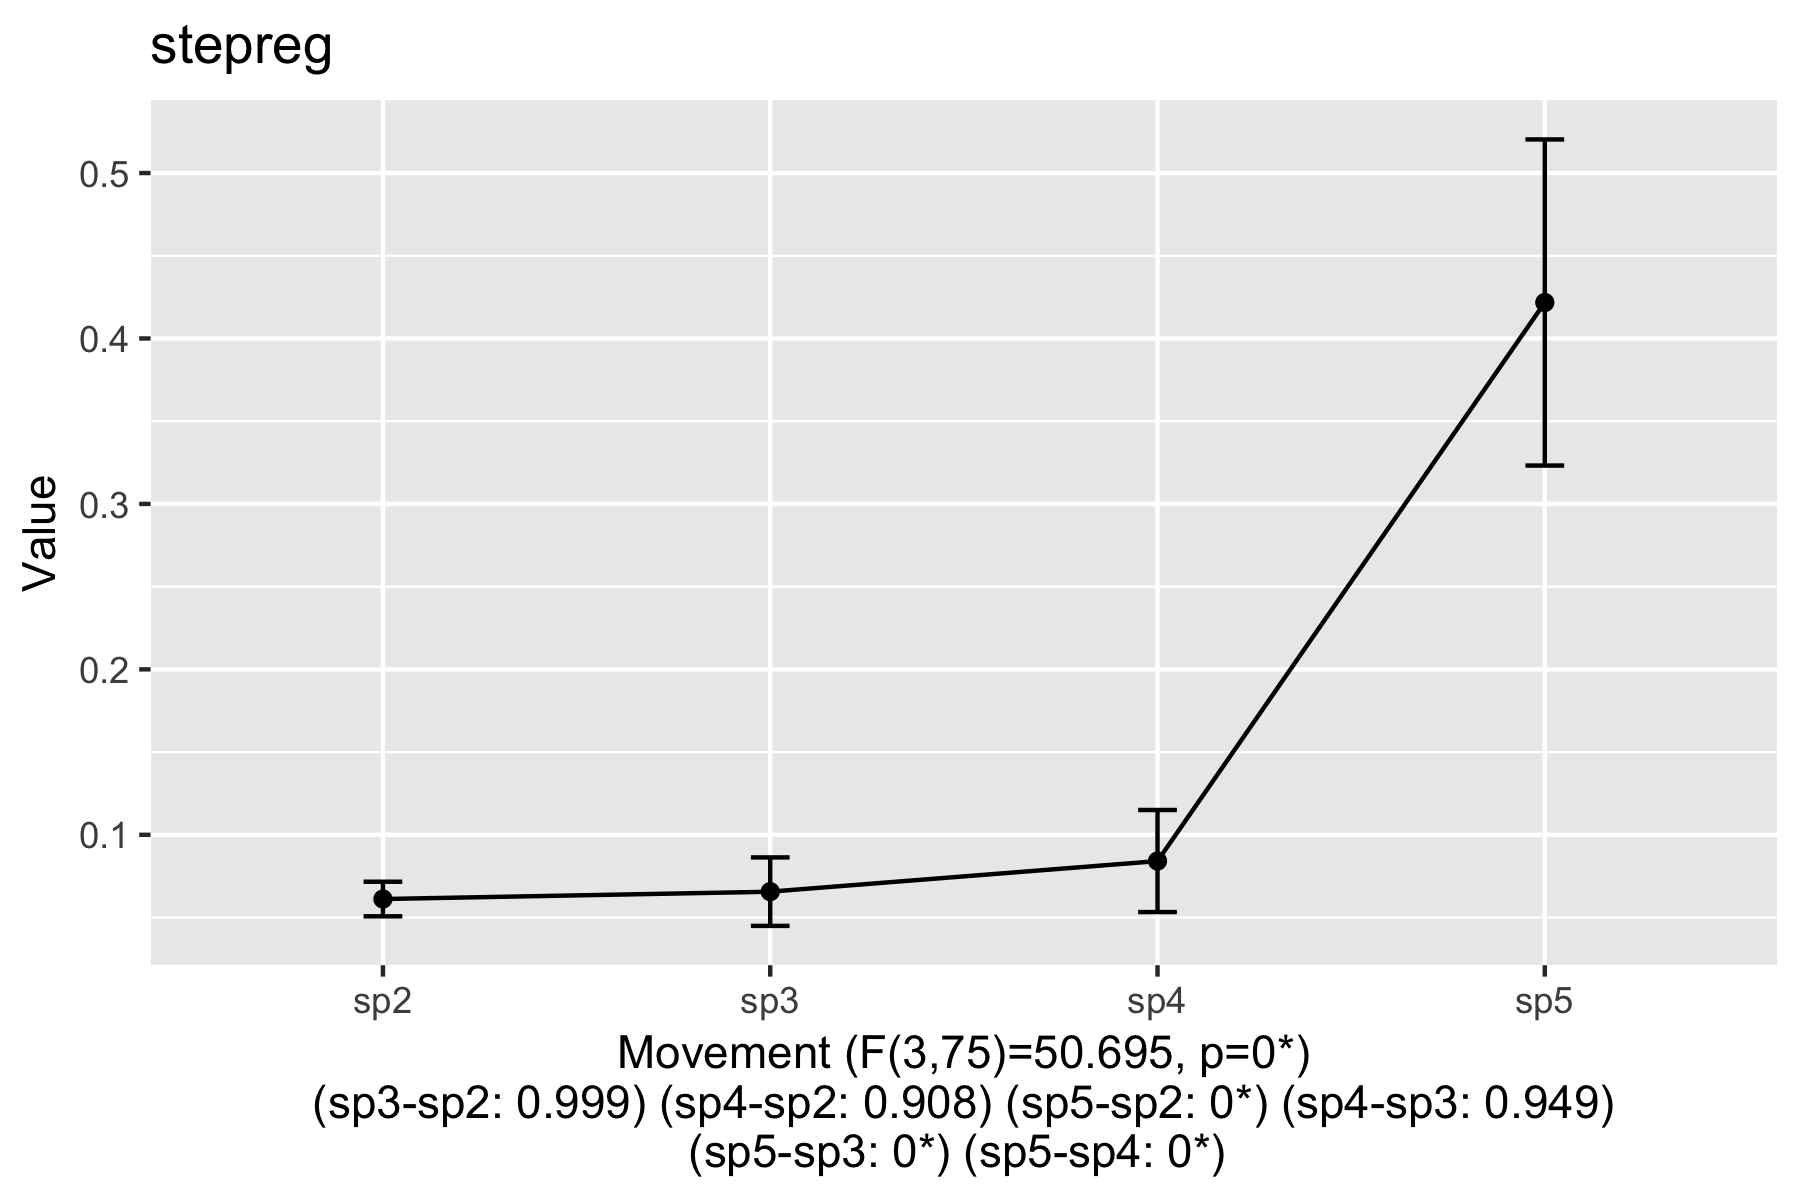 stepreg
0.5
0.4
0.3
0.2
0.1
Value
sp2 sp3 sp4 sp5
Movement (F(3,75)=50.695, p=0*)
(sp3-sp2: 0.999) (sp4-sp2: 0.908) (sp5-sp2: 0*) (sp4-sp3: 0.949)
(sp5-sp3: 0*) (sp5-sp4: 0*)